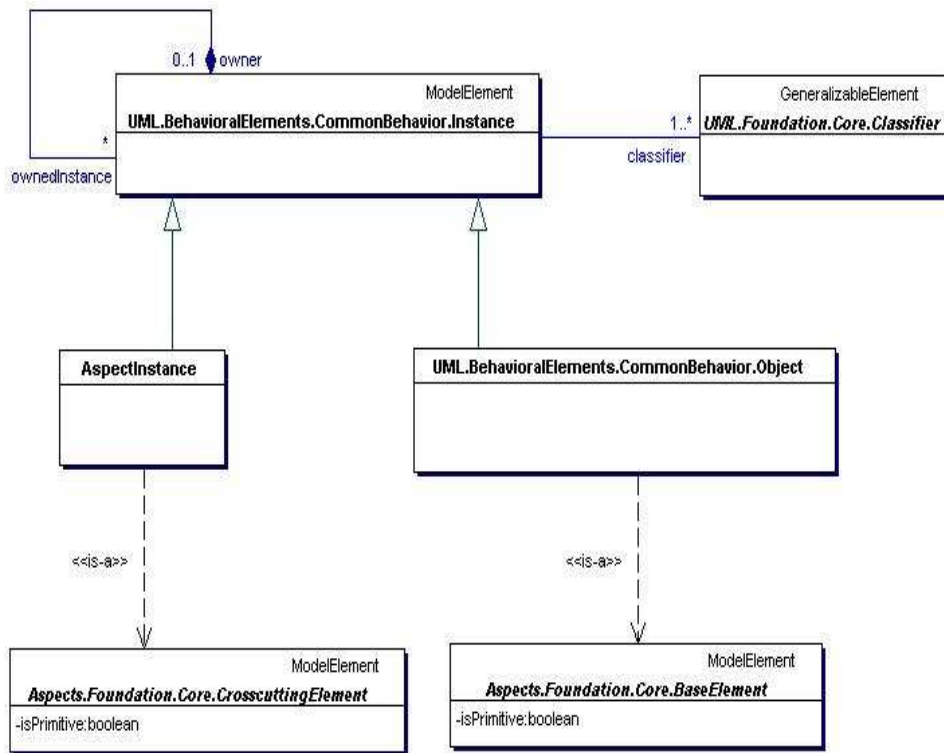 0..1 owner
ModelElement
UML.BehavioralElements.CommonBehavior.Instance
*
ownedInstance
GeneralizableElement
UML.Foundation.Core.Classifier
1..*
classifier
AspectInstance
UML.BehavioralElements.CommonBehavior.Object
<<is-a>>
<<is-a>>
ModelElement
Aspects.Foundation.Core.CrosscuttingElement
-isPrimitive:boolean
ModelElement
Aspects.Foundation.Core.BaseElement
-isPrimitive:boolean